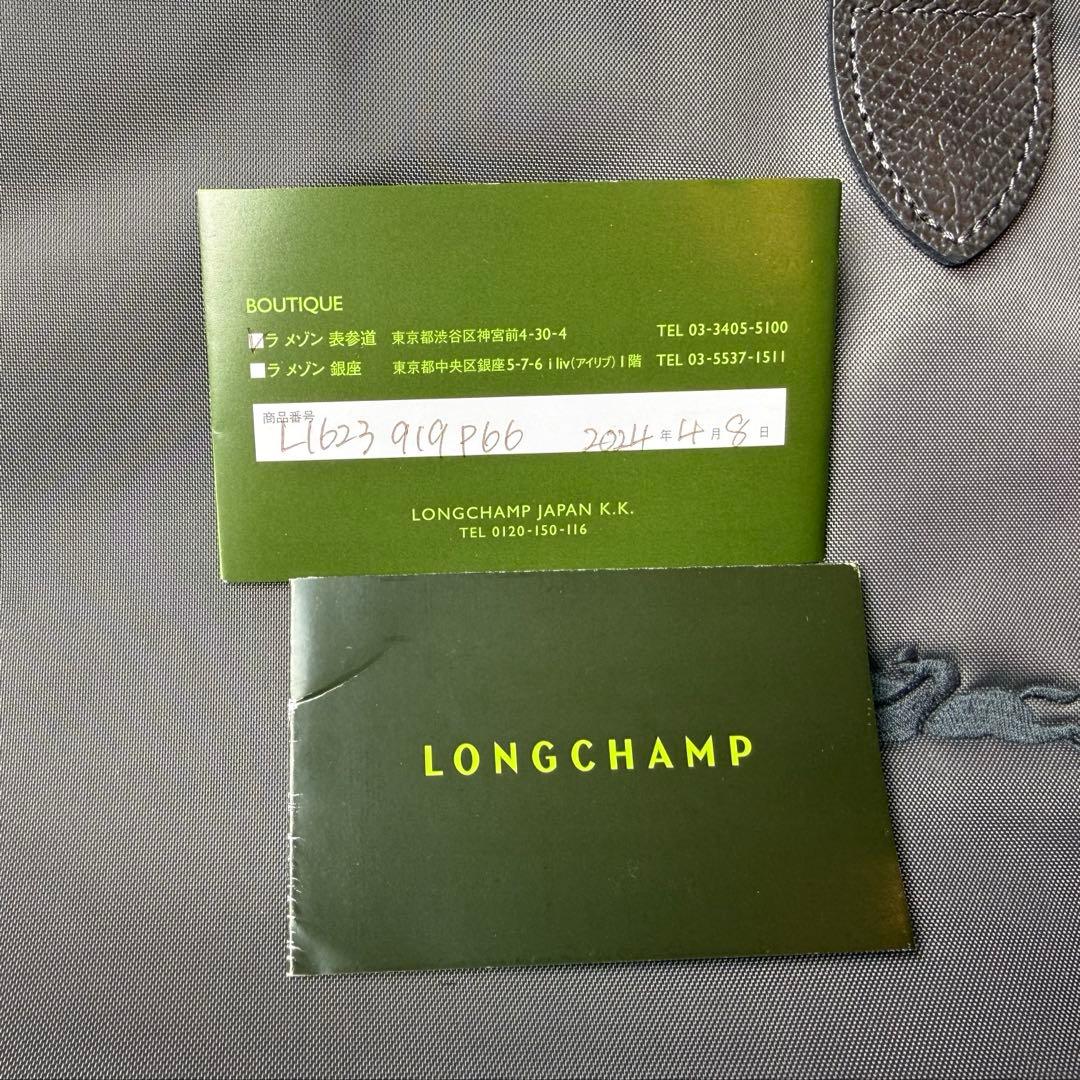 BOUTIQUE
ラ メゾン 表参道 東京都渋谷区神宮前4-30-4 TEL 03-3405-5100
ラ メゾン 銀座 東京都中央区銀座5-7-6 i liv(アイリブ)1階 TEL 03-5537-1511
商品番号
L1623 919 P66 2024年4月8日
LONGCHAMP JAPAN K.K.
TEL 0120-150-116
LONGCHAMP